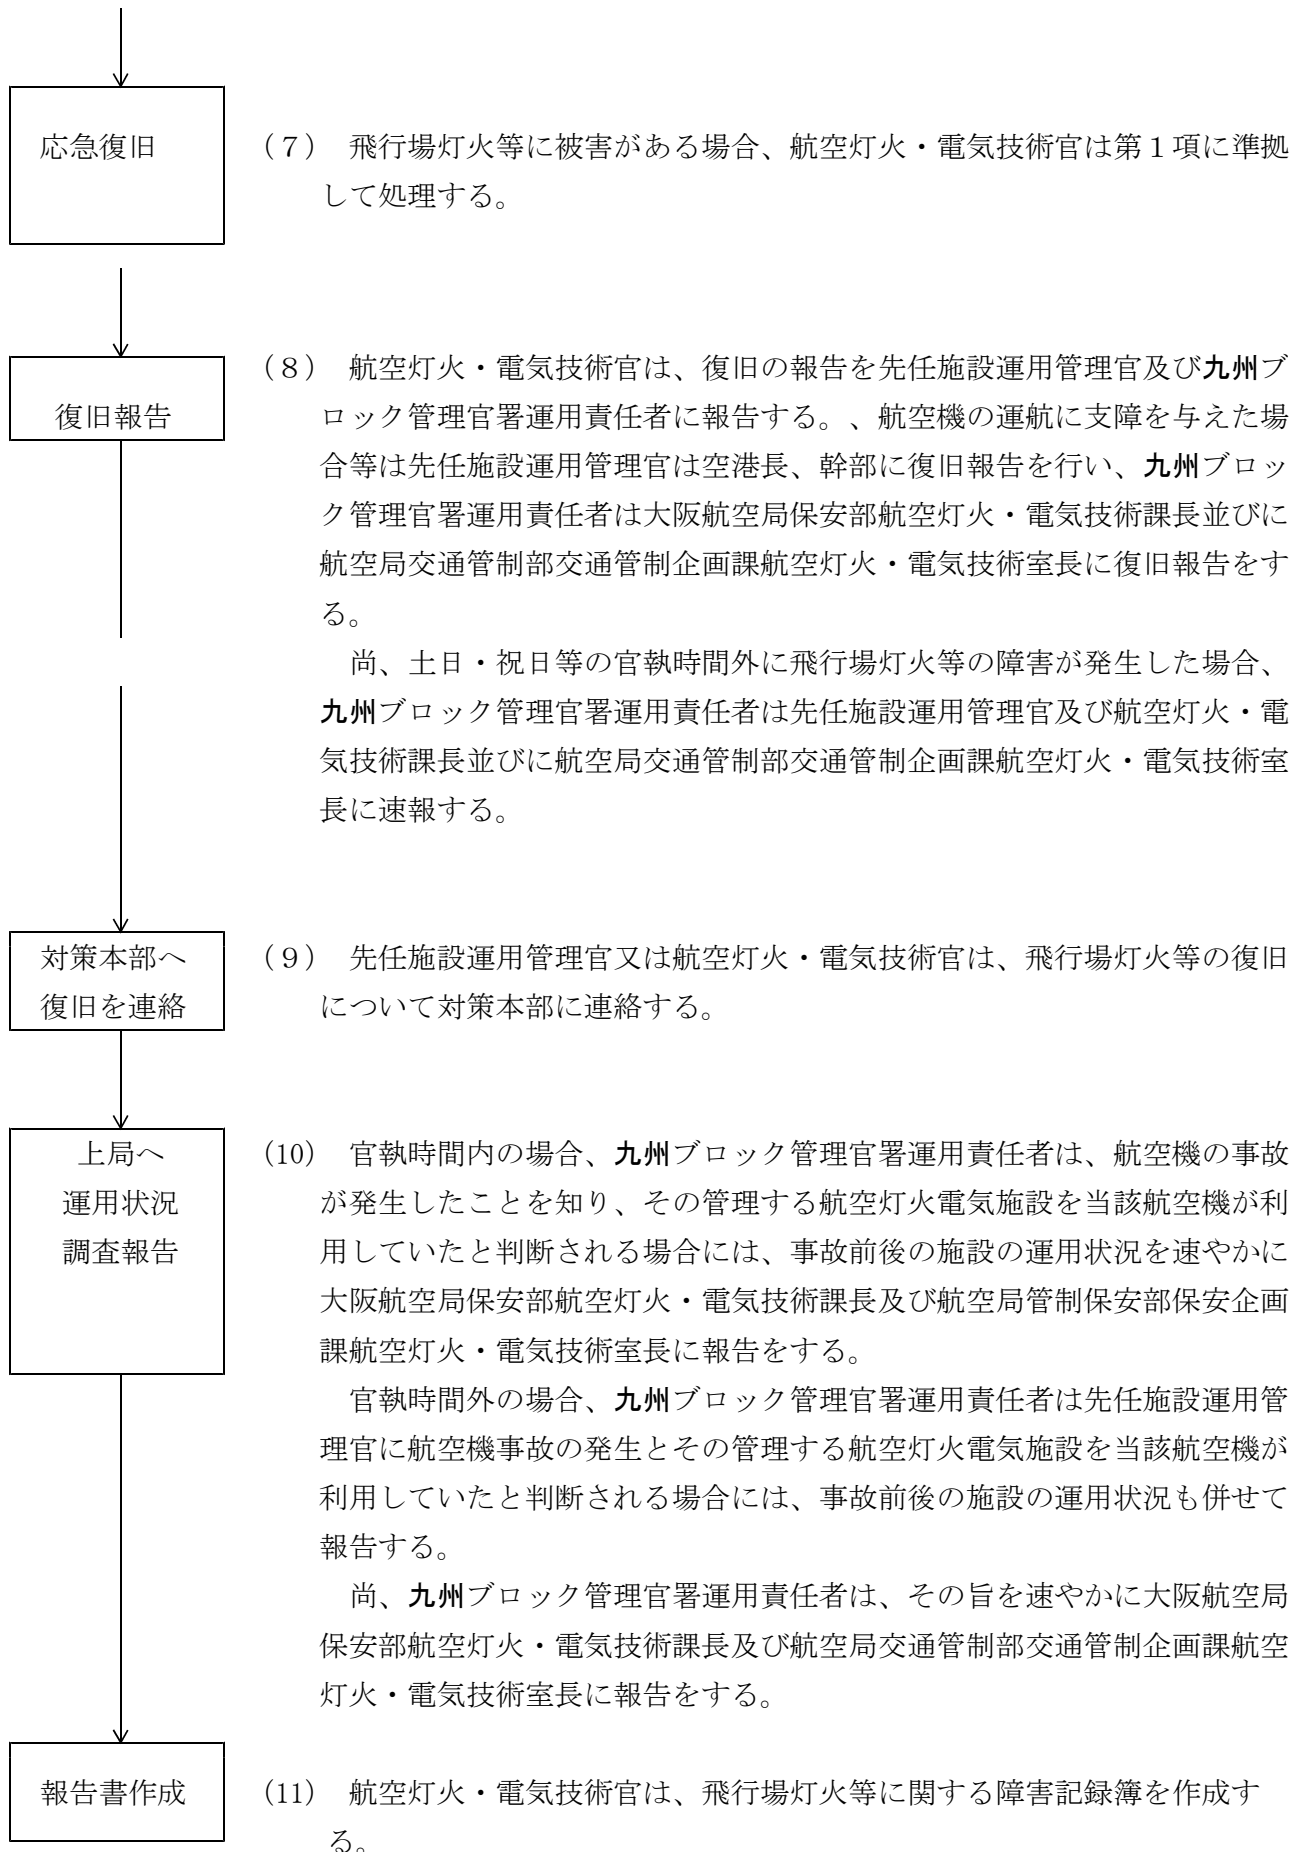 応急復旧
(７) 飛行場灯火等に被害がある場合、航空灯火・電気技術官は第１項に準拠
して処理する。
復旧報告
(８) 航空灯火・電気技術官は、復旧の報告を先任施設運用管理官及び九州ブ
ロック管理官署運用責任者に報告する。、航空機の運航に支障を与えた場
合等は先任施設運用管理官は空港長、幹部に復旧報告を行い、九州ブロッ
ク管理官署運用責任者は大阪航空局保安部航空灯火・電気技術課長並びに
航空局交通管制部交通管制企画課航空灯火・電気技術室長に復旧報告をす
る。
尚、土日・祝日等の官執時間外に飛行場灯火等の障害が発生した場合、
九州ブロック管理官署運用責任者は先任施設運用管理官及び航空灯火・電
気技術課長並びに航空局交通管制部交通管制企画課航空灯火・電気技術室
長に速報する。
対策本部へ
復旧を連絡
(９) 先任施設運用管理官又は航空灯火・電気技術官は、飛行場灯火等の復旧
について対策本部に連絡する。
上局へ
運用状況
調査報告
(10) 官執時間内の場合、九州ブロック管理官署運用責任者は、航空機の事故
が発生したことを知り、その管理する航空灯火電気施設を当該航空機が利
用していたと判断される場合には、事故前後の施設の運用状況を速やかに
大阪航空局保安部航空灯火・電気技術課長及び航空局管制保安部保安企画
課航空灯火・電気技術室長に報告をする。
官執時間外の場合、九州ブロック管理官署運用責任者は先任施設運用管
理官に航空機事故の発生とその管理する航空灯火電気施設を当該航空機が
利用していたと判断される場合には、事故前後の施設の運用状況も併せて
報告する。
尚、九州ブロック管理官署運用責任者は、その旨を速やかに大阪航空局
保安部航空灯火・電気技術課長及び航空局交通管制部交通管制企画課航空
灯火・電気技術室長に報告をする。
報告書作成
(11) 航空灯火・電気技術官は、飛行場灯火等に関する障害記録簿を作成す
る。